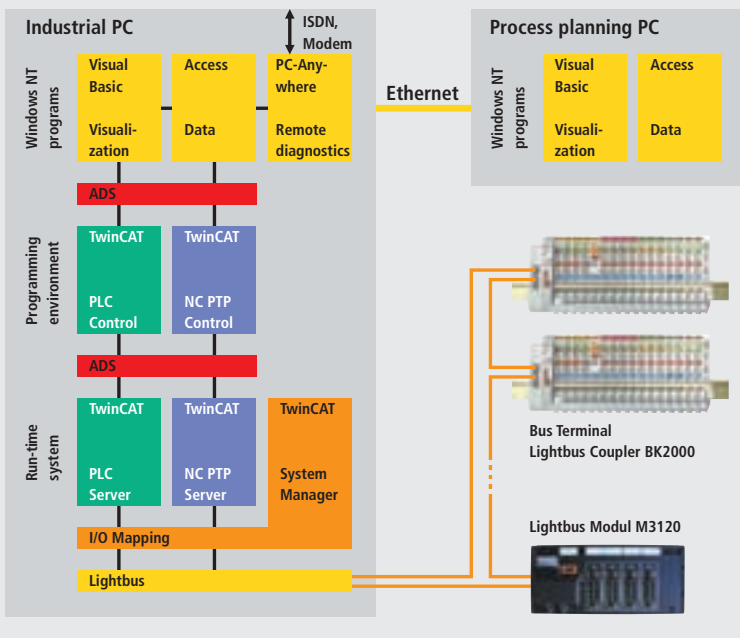 Industrial PC
ISDN,
Modem
Process planning PC
Windows NT
programs
Visual
Basic
Visuali-
zation
Access
Data
PC-Any-
where
Remote
diagnostics
Ethernet
Windows NT
programs
Visual
Basic
Visuali-
zation
Access
Data
ADS
Programming
environment
TwinCAT
PLC
Control
TwinCAT
NC PTP
Control
ADS
Run-time
system
TwinCAT
PLC
Server
TwinCAT
NC PTP
Server
TwinCAT
System
Manager
I/O Mapping
Lightbus
Bus Terminal
Lightbus Coupler BK2000
Lightbus Modul M3120